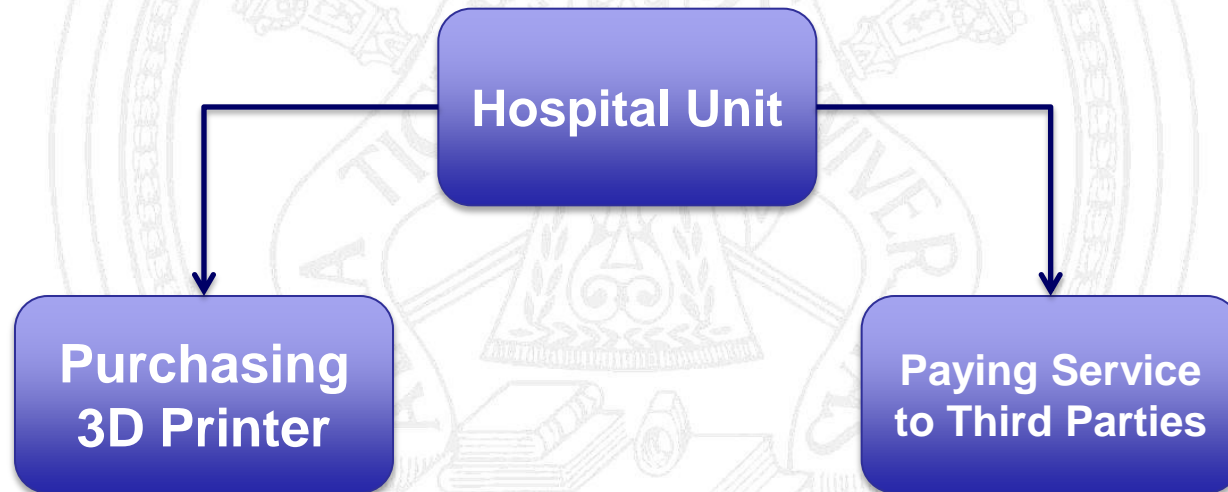 Hospital Unit
Purchasing
3D Printer
Paying Service
to Third Parties